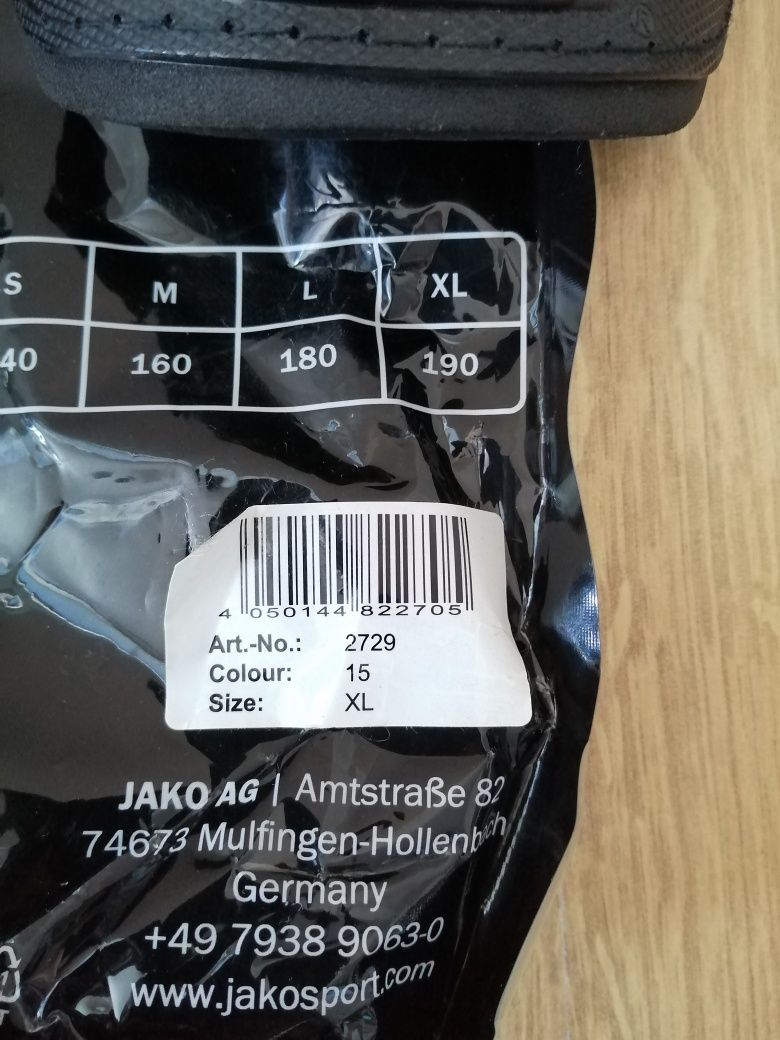 S M L XL
40 160 180 190
4 050144 822705
Art.-No.: 2729
Colour: 15
Size: XL
JAKO AG | Amtstraße 82
74673 Mulfingen-Hollenbach
Germany
+49 7938 9063-0
www.jakosport.com